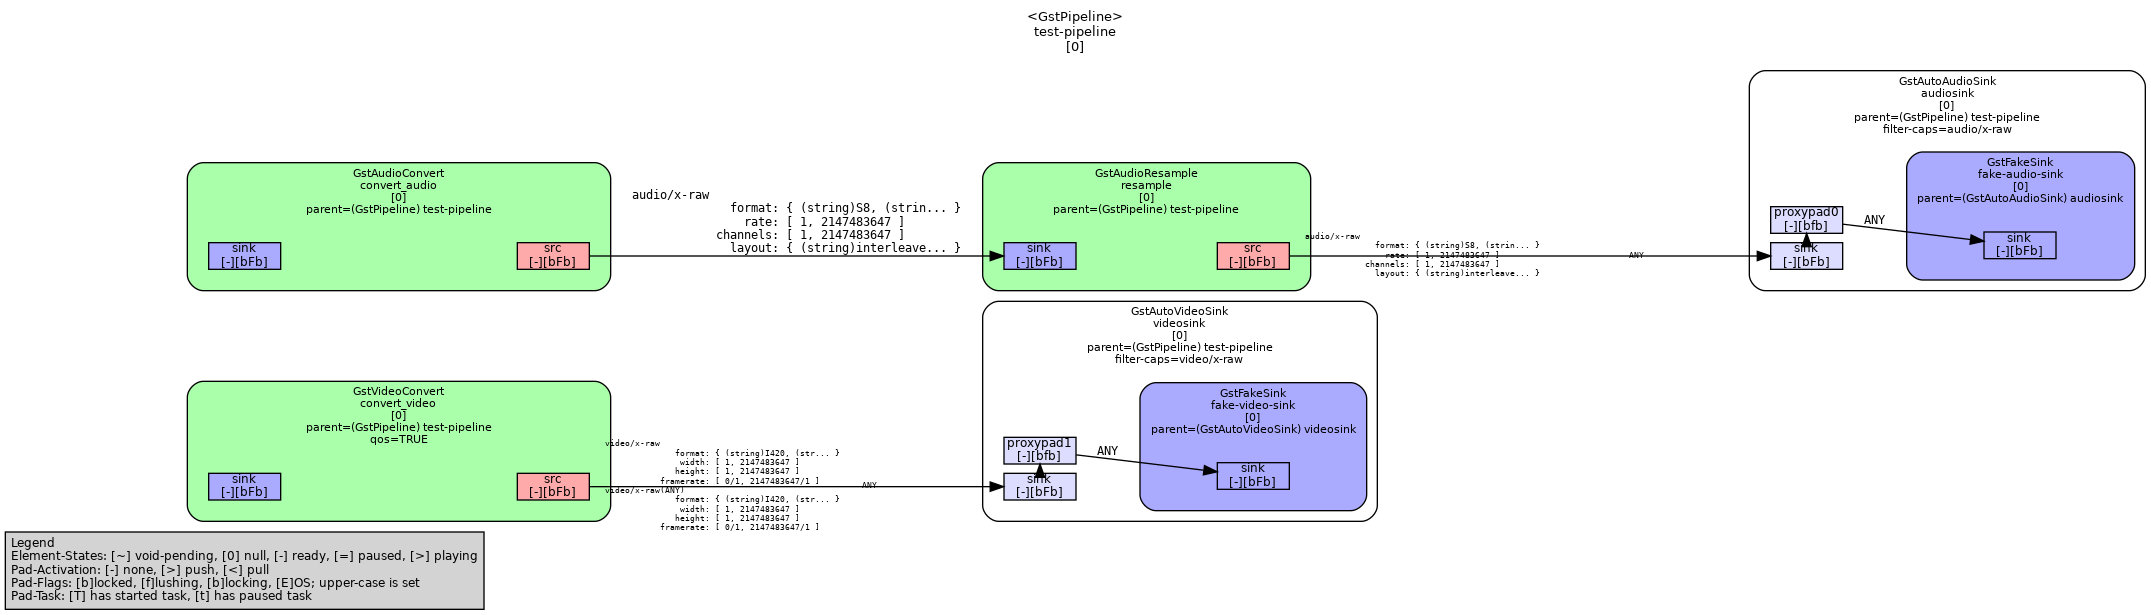 <GstPipeline>
test-pipeline
[0]
GstAutoAudioSink
audiosink
[0]
parent=(GstPipeline) test-pipeline
filter-caps=audio/x-raw
GstFakeSink
fake-audio-sink
[0]
parent=(GstAutoAudioSink) audiosink
proxypad0
[-][bfb]
ANY
sink
[-][bFb]
sink
[-][bFb]
GstAudioConvert
convert_audio
[0]
parent=(GstPipeline) test-pipeline
sink
[-][bFb]
src
[-][bFb]
audio/x-raw
format: { (string)S8, (strin... }
rate: [ 1, 2147483647 ]
channels: [ 1, 2147483647 ]
layout: { (string)interleave... }
GstAudioResample
resample
[0]
parent=(GstPipeline) test-pipeline
sink
[-][bFb]
src
[-][bFb]
audio/x-raw
format: { (string)S8, (strin... }
rate: [ 1, 2147483647 ]
channels: [ 1, 2147483647 ]
layout: { (string)interleave... }
ANY
GstAutoVideoSink
videosink
[0]
parent=(GstPipeline) test-pipeline
filter-caps=video/x-raw
GstFakeSink
fake-video-sink
[0]
parent=(GstAutoVideoSink) videosink
proxypad1
[-][bfb]
ANY
sink
[-][bFb]
sink
[-][bFb]
GstVideoConvert
convert_video
[0]
parent=(GstPipeline) test-pipeline
qos=TRUE
sink
[-][bFb]
src
[-][bFb]
video/x-raw
format: { (string)I420, (str... }
width: [ 1, 2147483647 ]
height: [ 1, 2147483647 ]
framerate: [ 0/1, 2147483647/1 ]
video/x-raw(ANY)
format: { (string)I420, (str... }
width: [ 1, 2147483647 ]
height: [ 1, 2147483647 ]
framerate: [ 0/1, 2147483647/1 ]
ANY
Legend
Element-States: [~] void-pending, [0] null, [-] ready, [=] paused, [>] playing
Pad-Activation: [-] none, [>] push, [<] pull
Pad-Flags: [b]locked, [f]lushing, [b]locking, [E]OS; upper-case is set
Pad-Task: [T] has started task, [t] has paused task